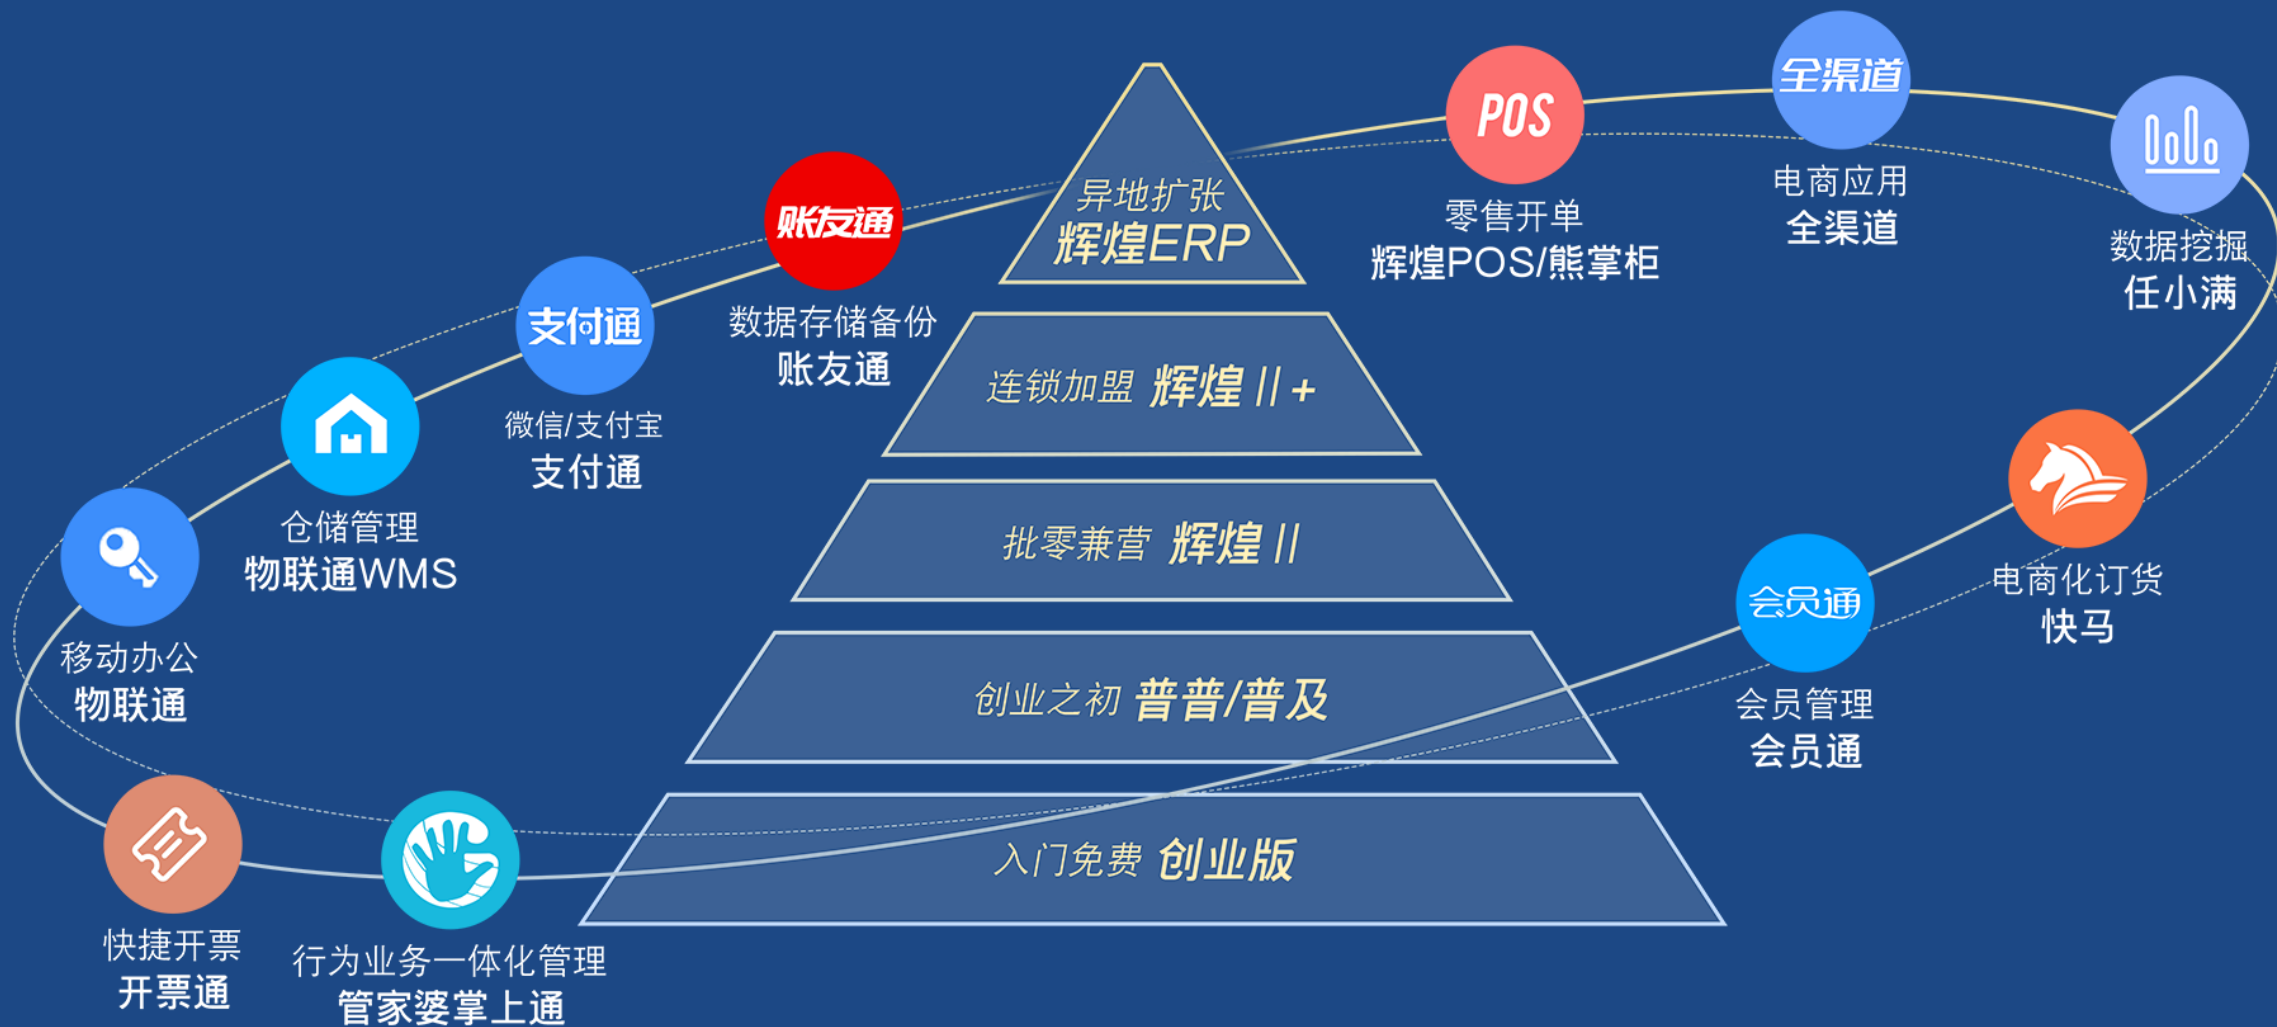 异地扩张
辉煌ERP
连锁加盟 辉煌 II +
批零兼营 辉煌 II
创业之初 普普/普及
入门免费 创业版
POS
零售开单
辉煌POS/熊掌柜
全渠道
电商应用
全渠道
数据挖掘
任小满
电商化订货
快马
会员通
会员管理
会员通
账友通
数据存储备份
账友通
支付通
微信/支付宝
支付通
仓储管理
物联通WMS
移动办公
物联通
快捷开票
开票通
行为业务一体化管理
管家婆掌上通